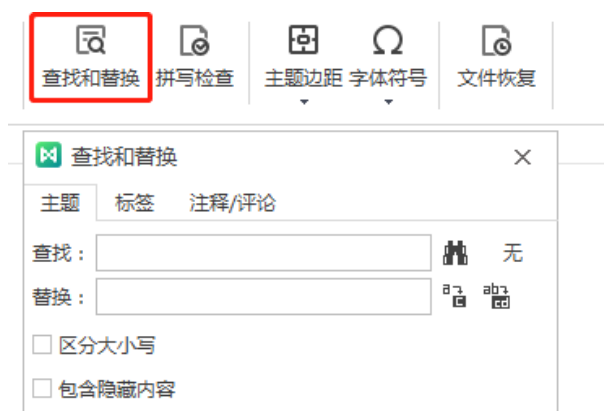 查找和替换 拼写检查 主题边距 字体符号 文件恢复
查找和替换
主题 标签 注释/评论
查找： 无
替换：
区分大小写
包含隐藏内容